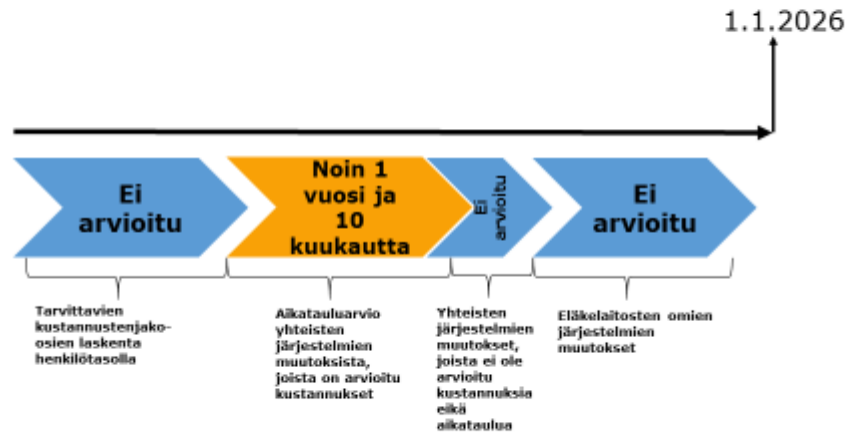 1.1.2026
Ei
arvioitu
Noin 1
vuosi ja
10
kuukautta
Ei
arvioitu
Ei
arvioitu
Tarvittavien
kustannustenjako-
osien laskenta
henkilötasolla
Aikatauluarvio
yhteisten
järjestelmien
muutoksista,
joista on arvioitu
kustannukset
Yhteisten
järjestelmien
muutokset,
joista ei ole
arvioitu
kustannuksia
eikä
aikataulua
Eläkelaitosten omien
järjestelmien
muutokset